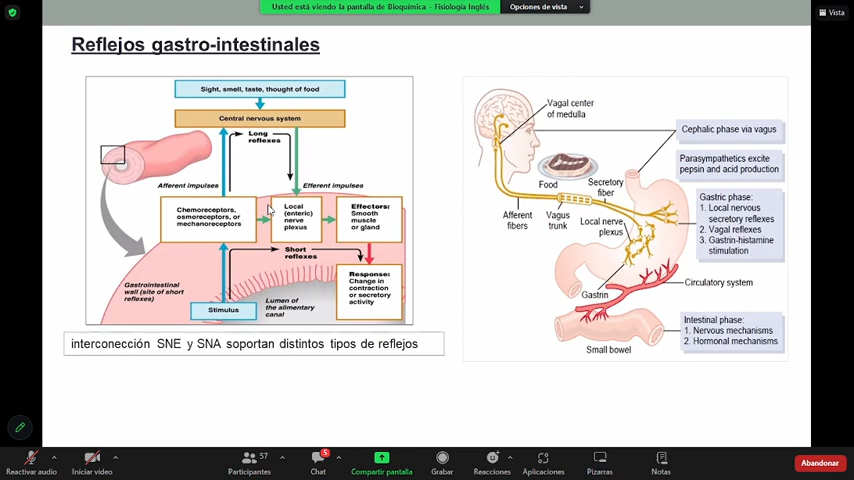 Usted está viendo la pantalla de Bioquímica - Fisiología Inglés
Opciones de vista
Vista
Reflejos gastro-intestinales
Sight, smell, taste, thought of food
Central nervous system
Long
reflexes
Afferent impulses
Efferent impulses
Chemoreceptors,
osmoreceptors, or
mechanoreceptors
Local
(enteric)
nerve
plexus
Effectors:
Smooth
muscle
or gland
Short
reflexes
Gastrointestinal
wall (site of short
reflexes)
Stimulus
Lumen of
the alimentary
canal
Response:
Change in
contraction
or secretory
activity
interconección SNE y SNA soportan distintos tipos de reflejos
Vagal center
of medulla
Cephalic phase via vagus
Parasympathetics excite
pepsin and acid production
Food
Secretory
fiber
Afferent
fibers
Vagus
trunk
Local nerve
plexus
Gastric phase:
1. Local nervous
secretory reflexes
2. Vagal reflexes
3. Gastrin-histamine
stimulation
Gastrin
Circulatory system
Small bowel
Intestinal phase:
1. Nervous mechanisms
2. Hormonal mechanisms
Reactivar audio
Iniciar video
57
Participantes
5
Chat
Compartir pantalla
Grabar
Reacciones
Aplicaciones
Pizarras
Notas
Abandonar